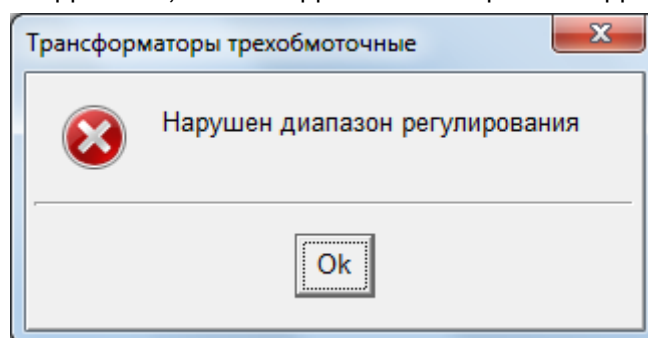 Трансформаторы трехобмоточные
Нарушен диапазон регулирования
Ok